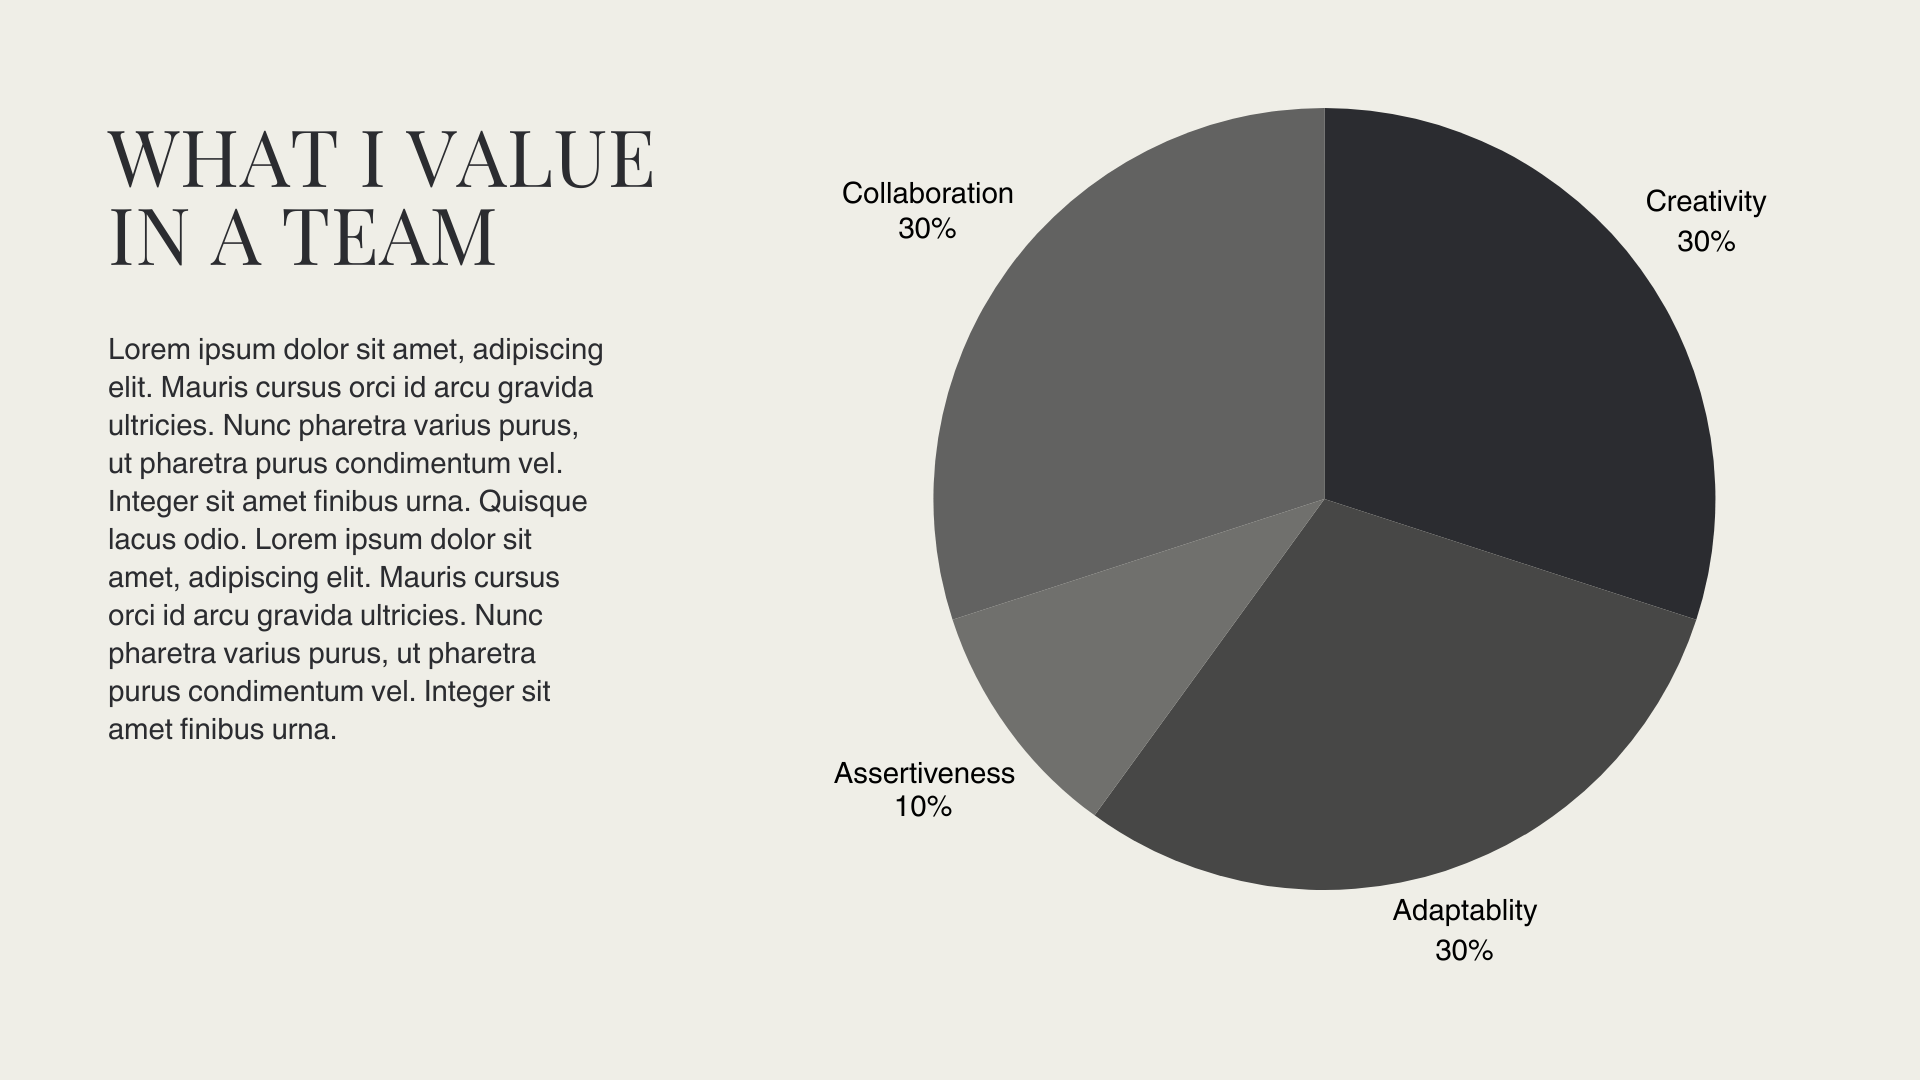 WHAT I VALUE
IN A TEAM
Lorem ipsum dolor sit amet, adipiscing
elit. Mauris cursus orci id arcu gravida
ultricies. Nunc pharetra varius purus,
ut pharetra purus condimentum vel.
Integer sit amet finibus urna. Quisque
lacus odio. Lorem ipsum dolor sit
amet, adipiscing elit. Mauris cursus
orci id arcu gravida ultricies. Nunc
pharetra varius purus, ut pharetra
purus condimentum vel. Integer sit
amet finibus urna.
Collaboration
30%
Creativity
30%
Assertiveness
10%
Adaptablity
30%